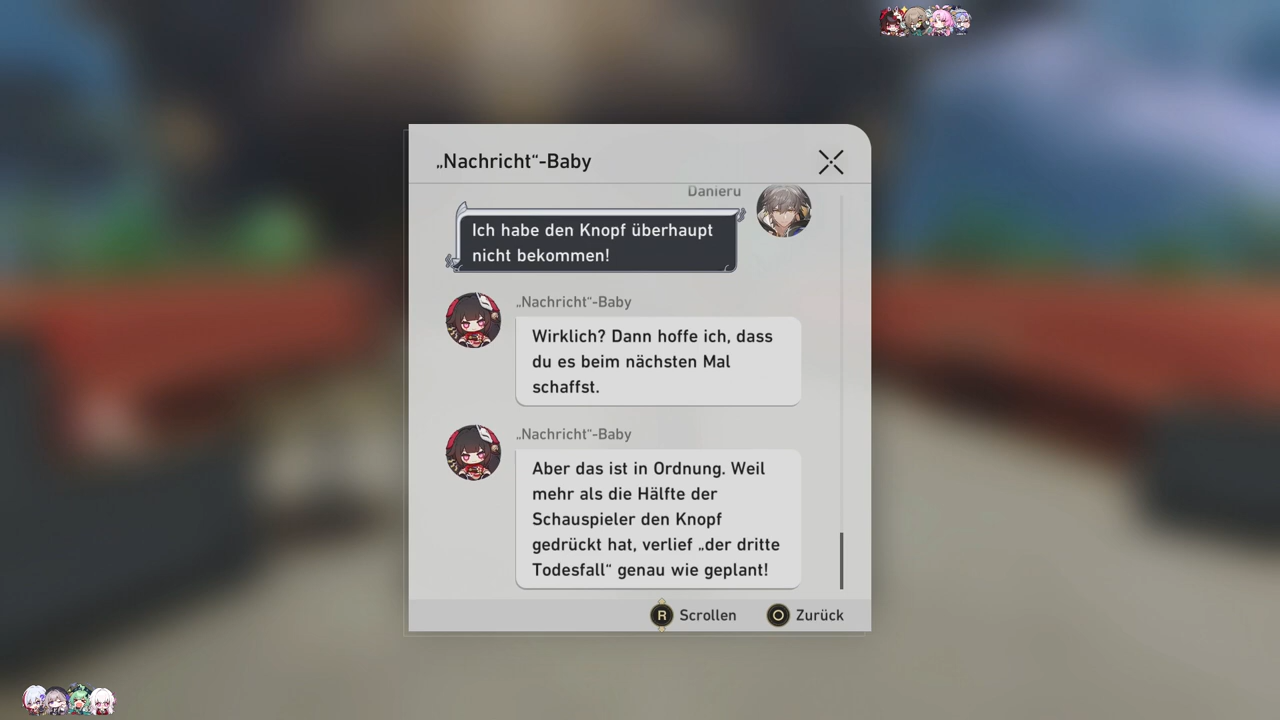 „Nachricht“-Baby
Danieru
Ich habe den Knopf überhaupt
nicht bekommen!
„Nachricht“-Baby
Wirklich? Dann hoffe ich, dass
du es beim nächsten Mal
schaffst.
„Nachricht“-Baby
Aber das ist in Ordnung. Weil
mehr als die Hälfte der
Schauspieler den Knopf
gedrückt hat, verlief „der dritte
Todesfall“ genau wie geplant!
R Scrollen
Zurück